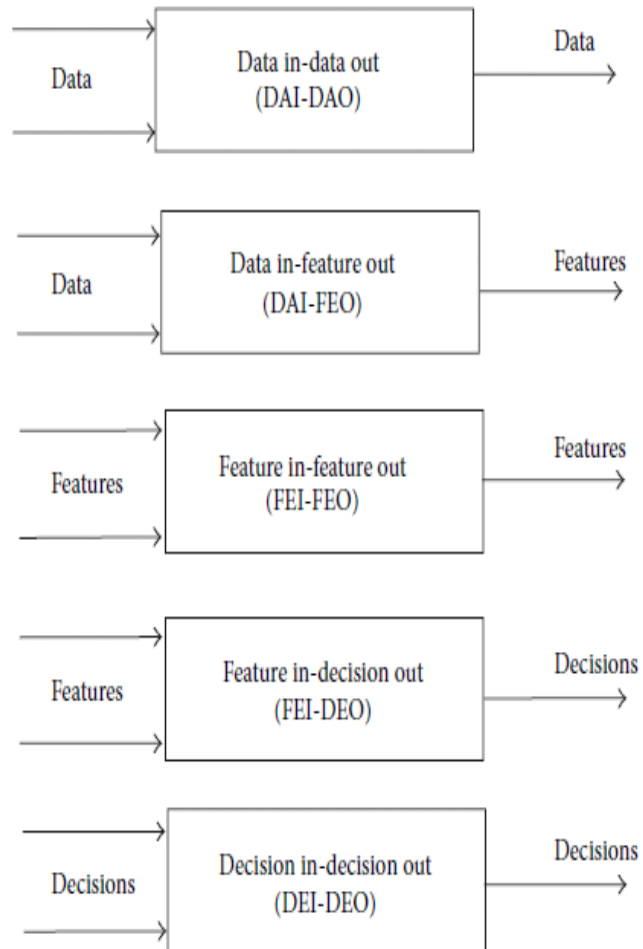 Data
Data in-data out
(DAI-DAO)
Data
Data
Data in-feature out
(DAI-FEO)
Features
Features
Feature in-feature out
(FEI-FEO)
Features
Features
Feature in-decision out
(FEI-DEO)
Decisions
Decisions
Decision in-decision out
(DEI-DEO)
Decisions